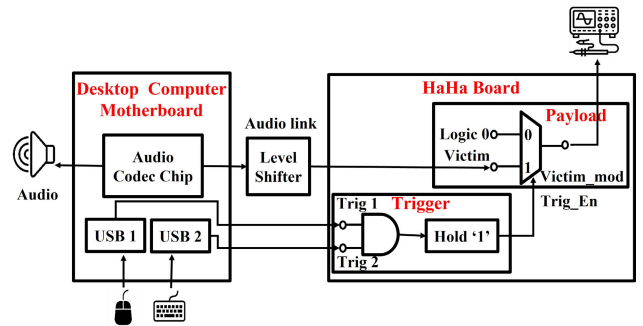 Desktop Computer
Motherboard
HaHa Board
Payload
Audio link
Logic 0
0
Audio
Codec Chip
Level
Shifter
Victim
1
Victim_mod
Audio
Trig_En
Trig 1
Trigger
USB 1
USB 2
Hold ‘1’
Trig 2